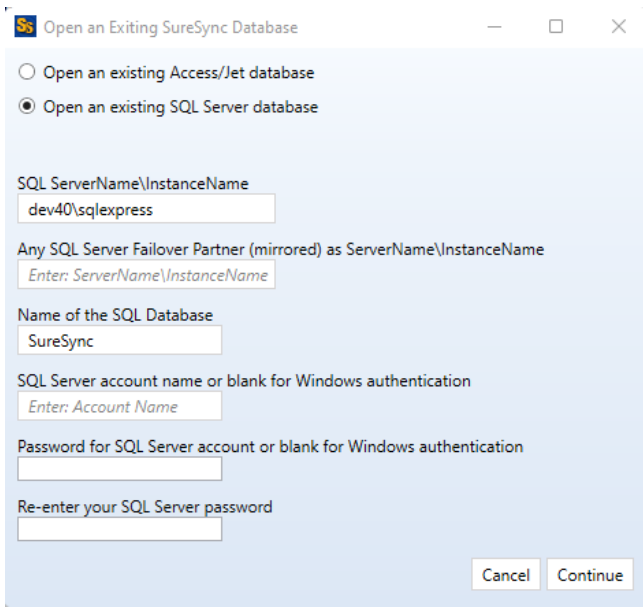 Ss Open an Exiting SureSync Database
Open an existing Access/Jet database
Open an existing SQL Server database
SQL ServerName\InstanceName
dev40\sqlexpress
Any SQL Server Failover Partner (mirrored) as ServerName\InstanceName
Enter: ServerName\InstanceName
Name of the SQL Database
SureSync
SQL Server account name or blank for Windows authentication
Enter: Account Name
Password for SQL Server account or blank for Windows authentication
Re-enter your SQL Server password
Cancel Continue